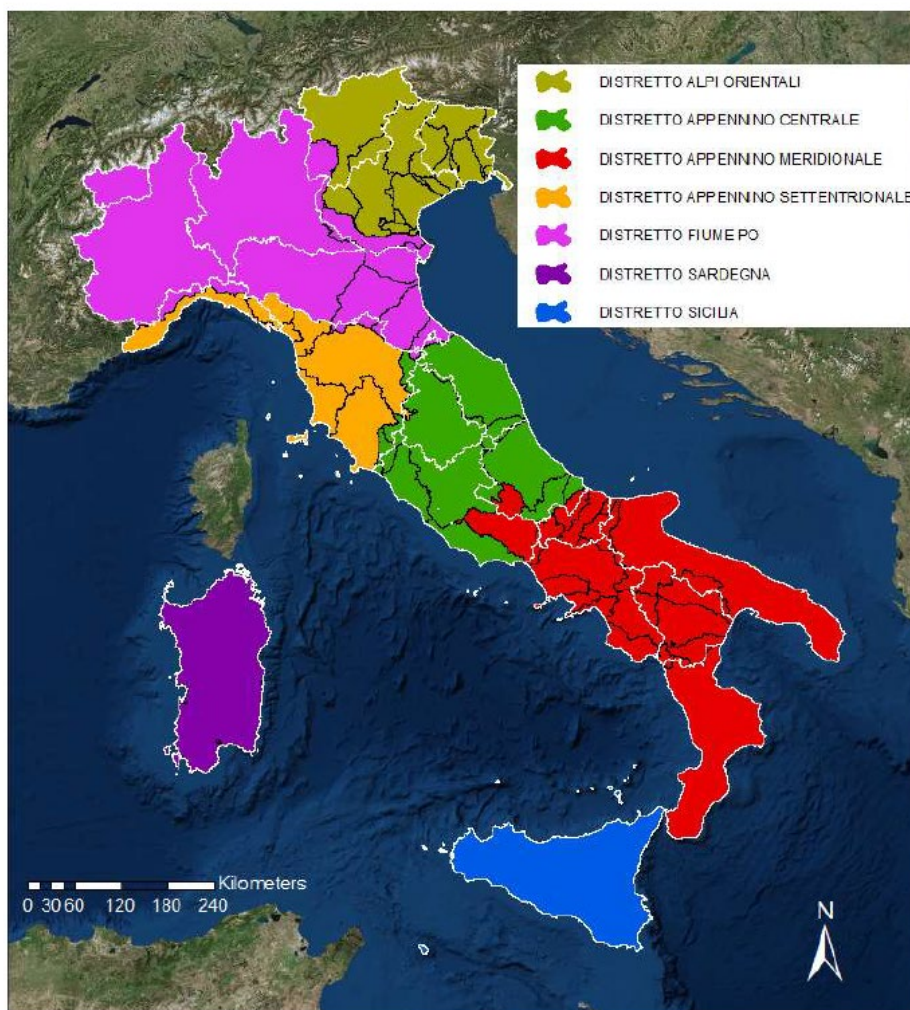 DISTRETTO ALPI ORIENTALI
DISTRETTO APPENNINO CENTRALE
DISTRETTO APPENNINO MERIDIONALE
DISTRETTO APPENNINO SETTENTRIONALE
DISTRETTO FIUME PO
DISTRETTO SARDEGNA
DISTRETTO SICILIA
Kilometers
0 30 60 120 180 240
N